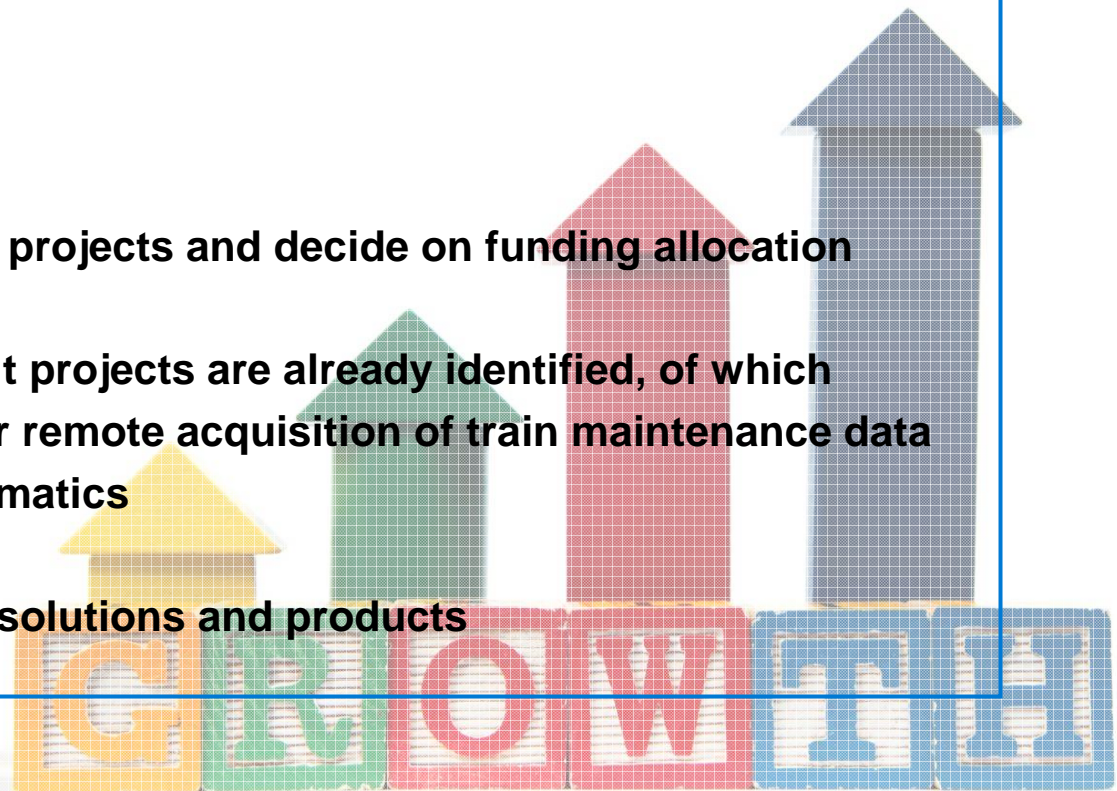 projects and decide on funding allocation
t projects are already identified, of which
r remote acquisition of train maintenance data
matics
solutions and products
GROWTH